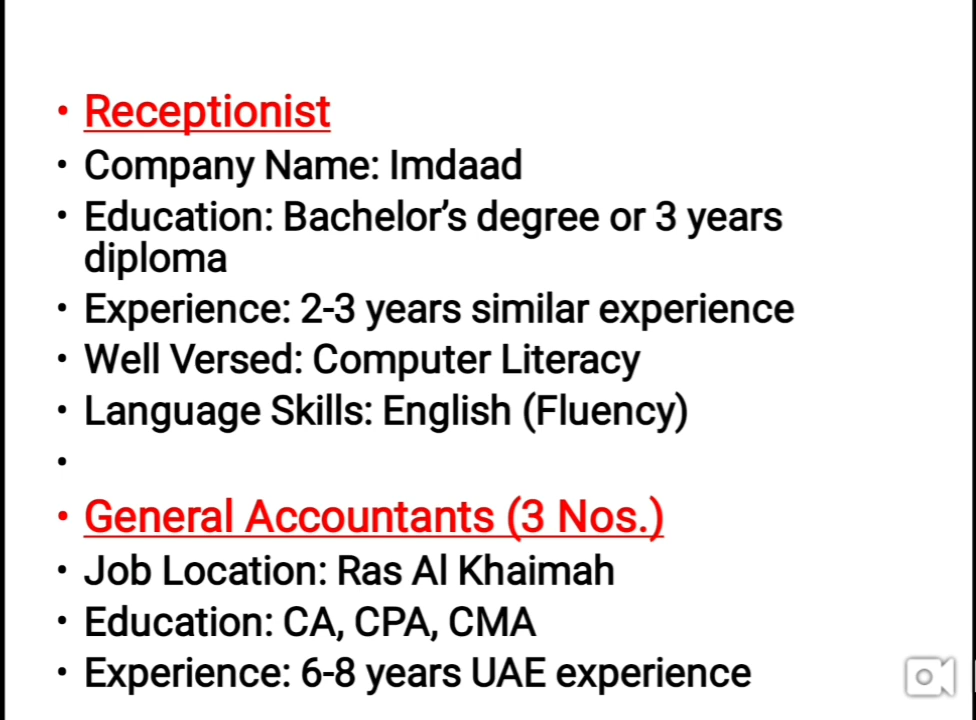 • Receptionist
• Company Name: Imdaad
• Education: Bachelor’s degree or 3 years
diploma
• Experience: 2-3 years similar experience
• Well Versed: Computer Literacy
• Language Skills: English (Fluency)
•
• General Accountants (3 Nos.)
• Job Location: Ras Al Khaimah
• Education: CA, CPA, CMA
• Experience: 6-8 years UAE experience